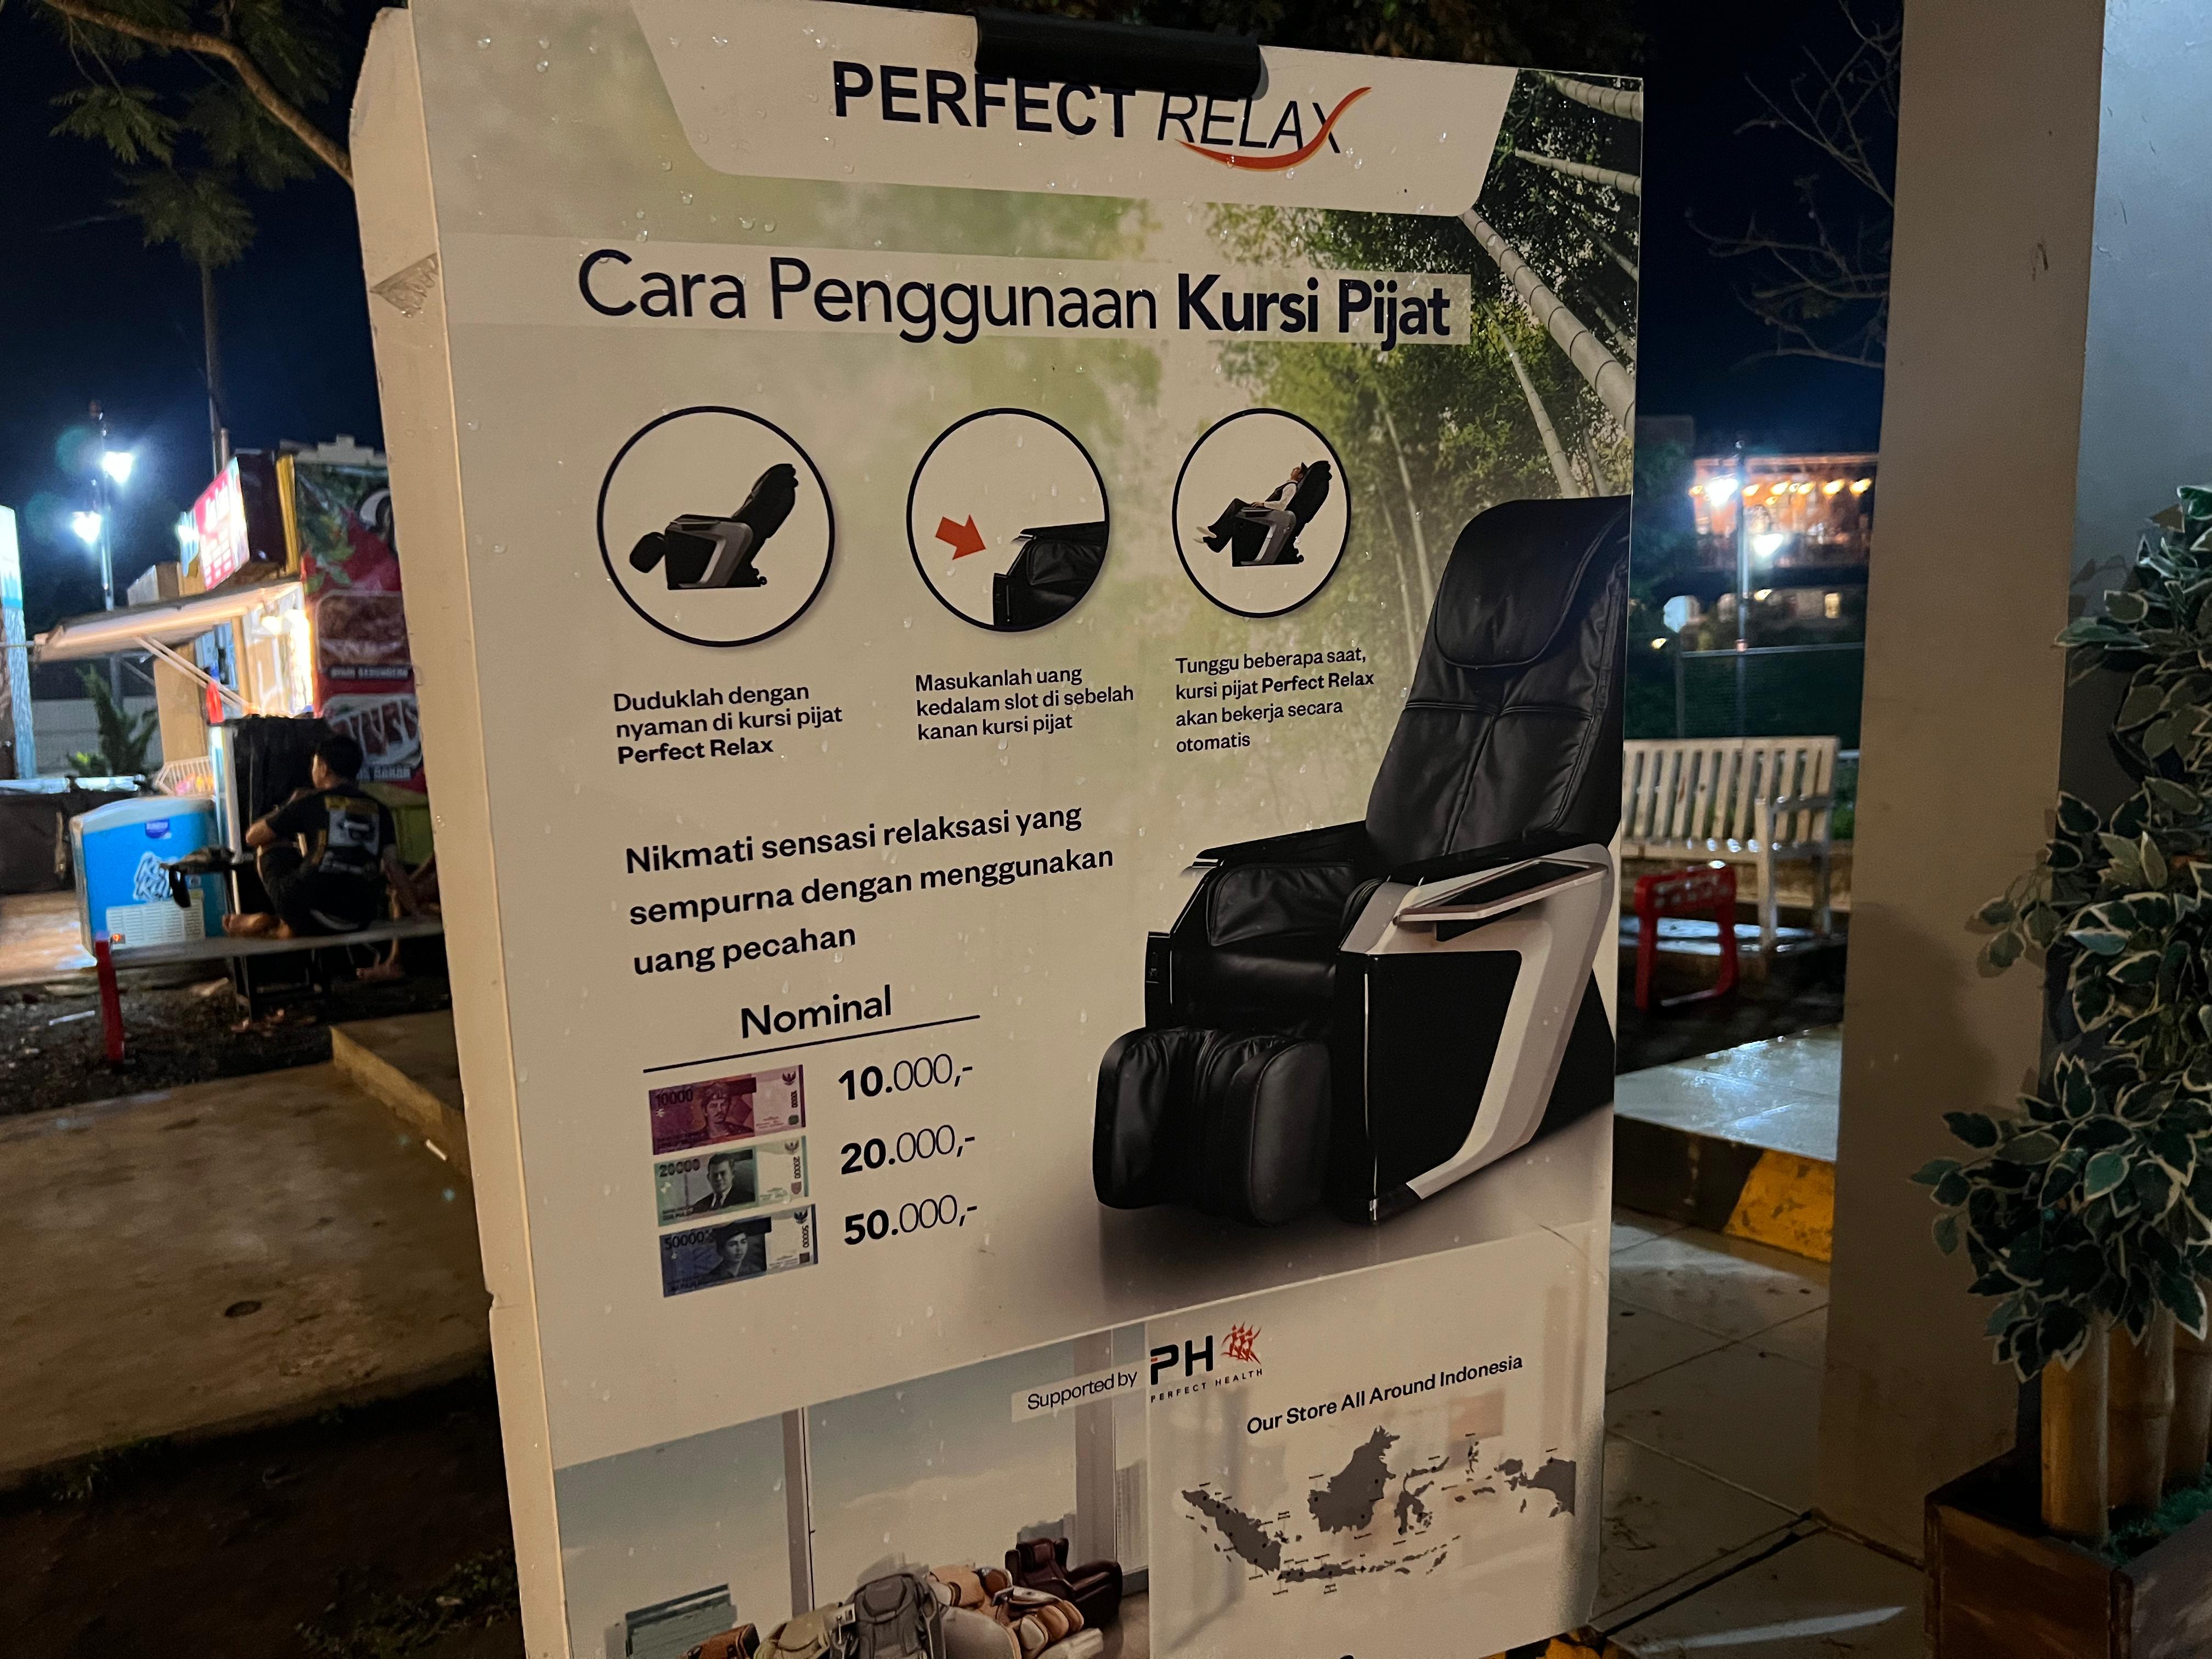 PERFECT RELAX
Cara Penggunaan Kursi Pijat
Duduklah dengan
nyaman di kursi pijat
Perfect Relax
Masukanlah uang
kedalam slot di sebelah
kanan kursi pijat
Tunggu beberapa saat,
kursi pijat Perfect Relax
akan bekerja secara
otomatis
Nikmati sensasi relaksasi yang
sempurna dengan menggunakan
uang pecahan
Nominal
10000
10.000,-
20000
20.000,-
50000
50.000,-
Supported by
PH
PERFECT HEALTH
Our Store All Around Indonesia